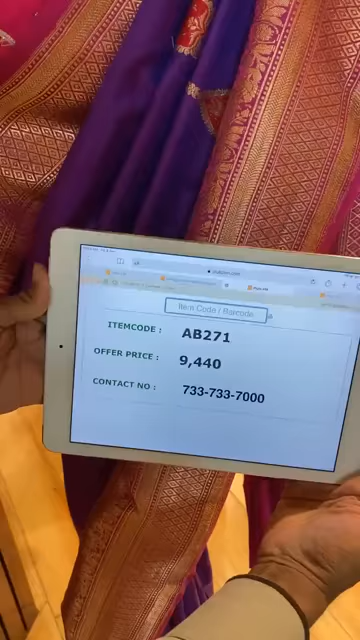 Item Code / Barcode
ITEMCODE : AB271
OFFER PRICE : 9,440
CONTACT NO : 733-733-7000